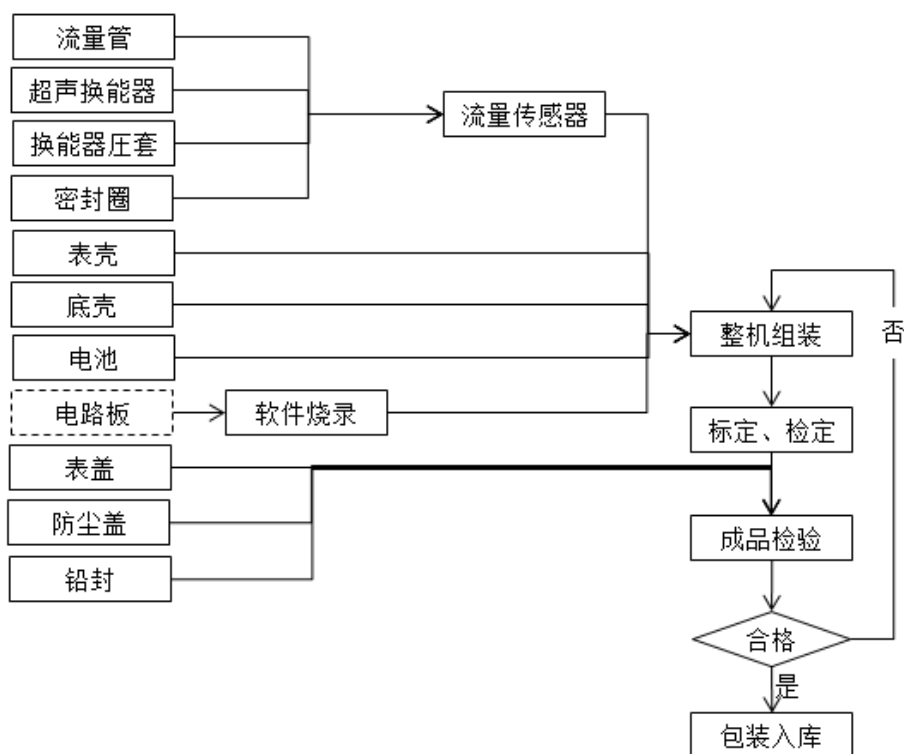 流量管
超声换能器
换能器压套
密封圈
流量传感器
表壳
底壳
电池
电路板
软件烧录
表盖
防尘盖
铅封
整机组装
否
标定、检定
成品检验
合格
是
包装入库